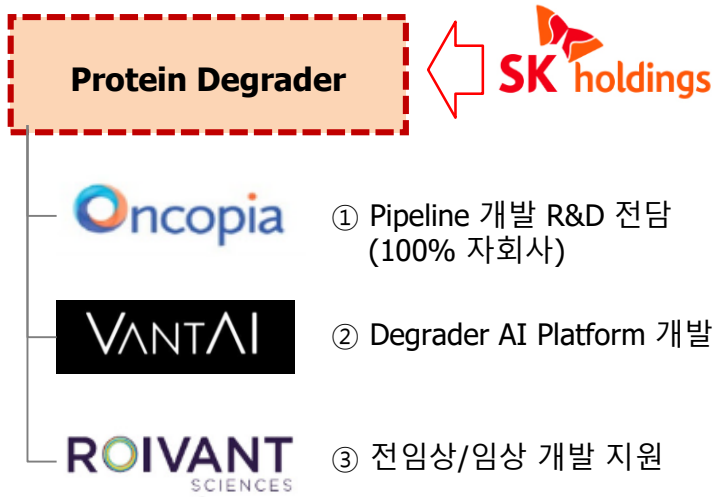 Protein Degrader
SK holdings
Oncopia
① Pipeline 개발 R&D 전담
(100% 자회사)
VANTAI
② Degrader AI Platform 개발
ROIVANT
SCIENCES
③ 전임상/임상 개발 지원